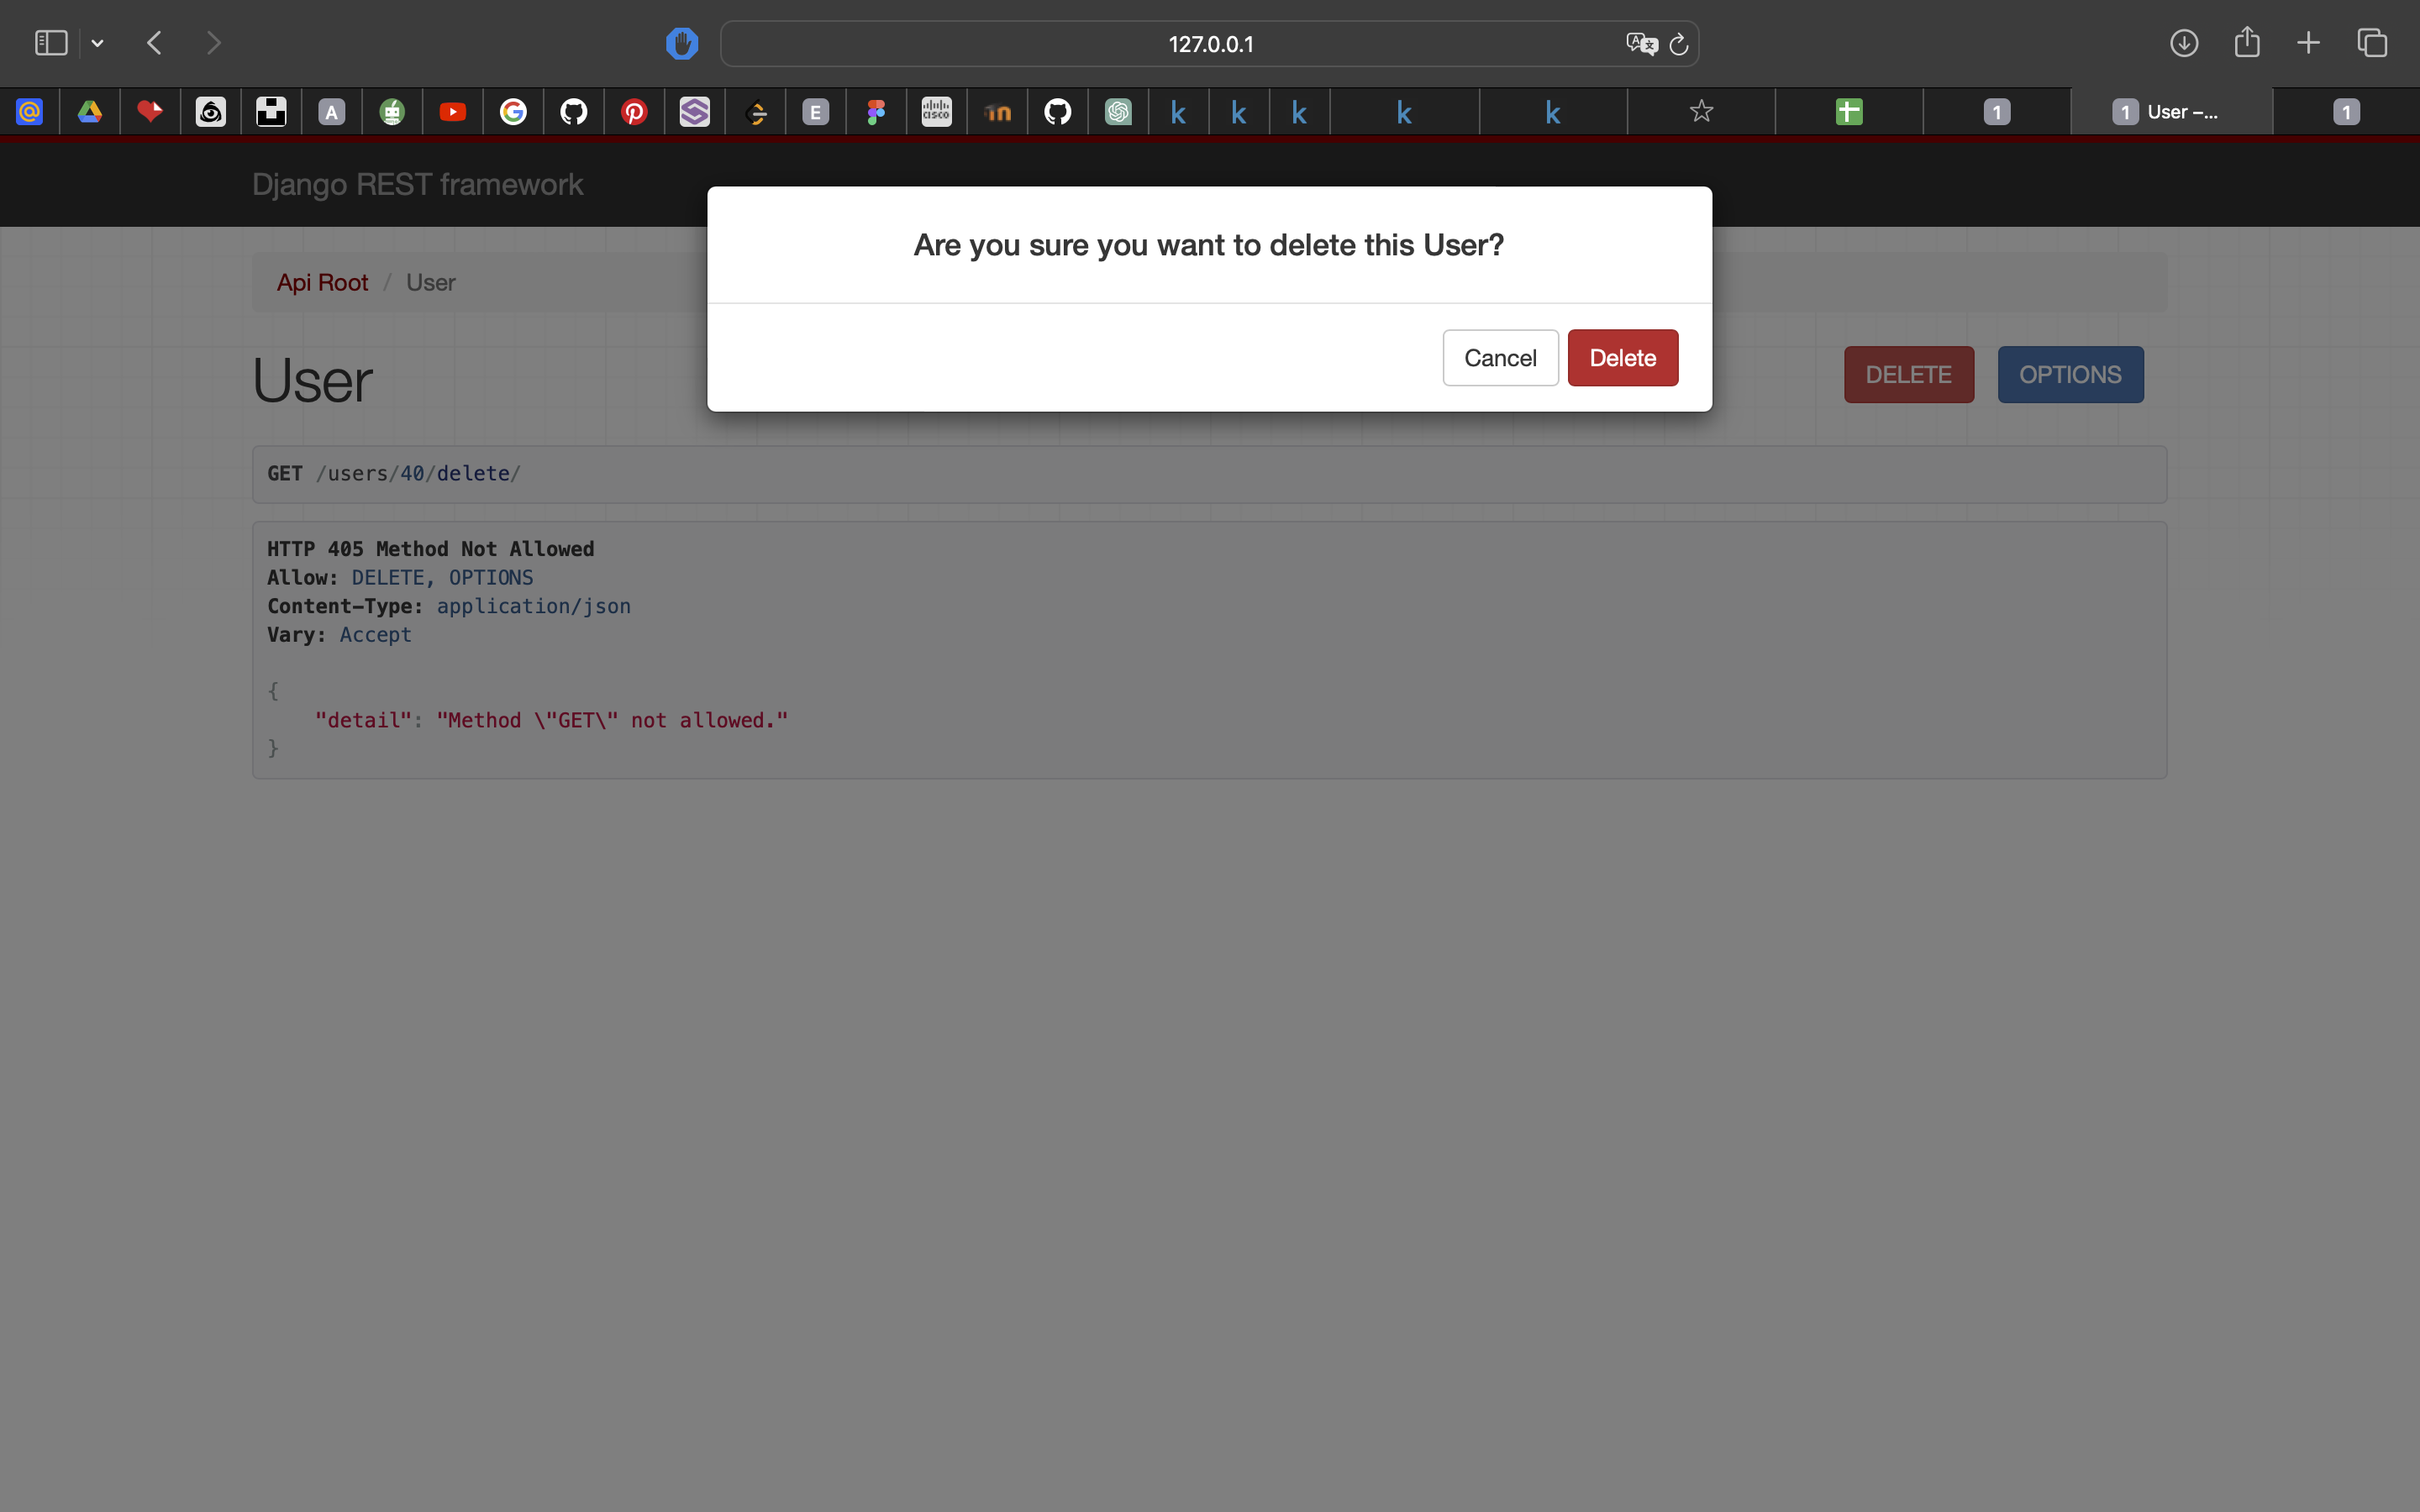 127.0.0.1
A
E
CISCO
k
k
k
k
k
1
1 User –...
1
Django REST framework
Are you sure you want to delete this User?
Cancel
Delete
Api Root / User
User
DELETE
OPTIONS
GET /users/40/delete/
HTTP 405 Method Not Allowed
Allow: DELETE, OPTIONS
Content-Type: application/json
Vary: Accept
{
"detail": "Method \"GET\" not allowed."
}